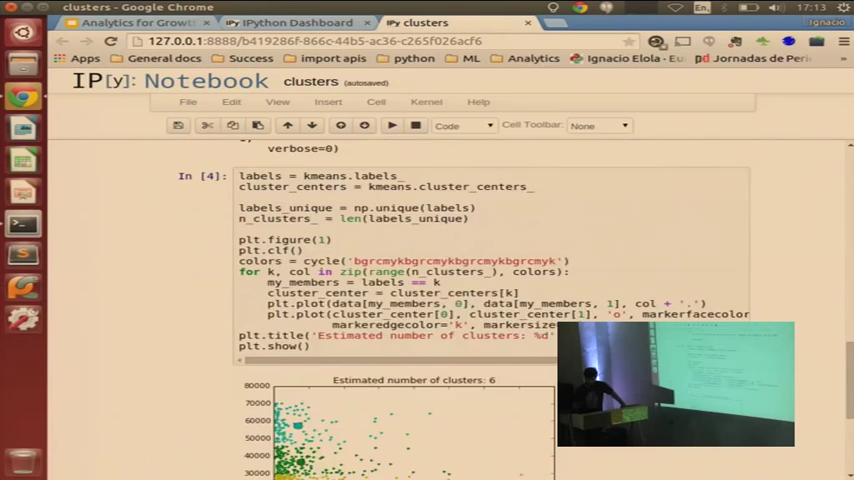 clusters - Google Chrome
En
17:13
Analytics for Growth
IPython Dashboard
clusters
Ignacio
127.0.0.1:8888/b419286f-866c-44b5-ac36-c265f026acf6
Apps
General docs
Success
import apis
python
ML
Analytics
Ignacio Elola - Eu
Jornadas de Peri
IP[y]: Notebook
clusters (autosaved)
File
Edit
View
Insert
Cell
Kernel
Help
Code
Cell Toolbar:
None
verbose=0)
In [4]:
labels = kmeans.labels_
cluster_centers = kmeans.cluster_centers_
labels_unique = np.unique(labels)
n_clusters_ = len(labels_unique)
plt.figure(1)
plt.clf()
colors = cycle('bgrcmykbgrcmykbgrcmykbgrcmyk')
for k, col in zip(range(n_clusters_), colors):
my_members = labels == k
cluster_center = cluster_centers[k]
plt.plot(data[my_members, 0], data[my_members, 1], col + '.')
plt.plot(cluster_center[0], cluster_center[1], 'o', markerfacecolor
markeredgecolor='k', markersize
plt.title('Estimated number of clusters: %d'
plt.show()
Estimated number of clusters: 6
80000
70000
60000
50000
40000
30000